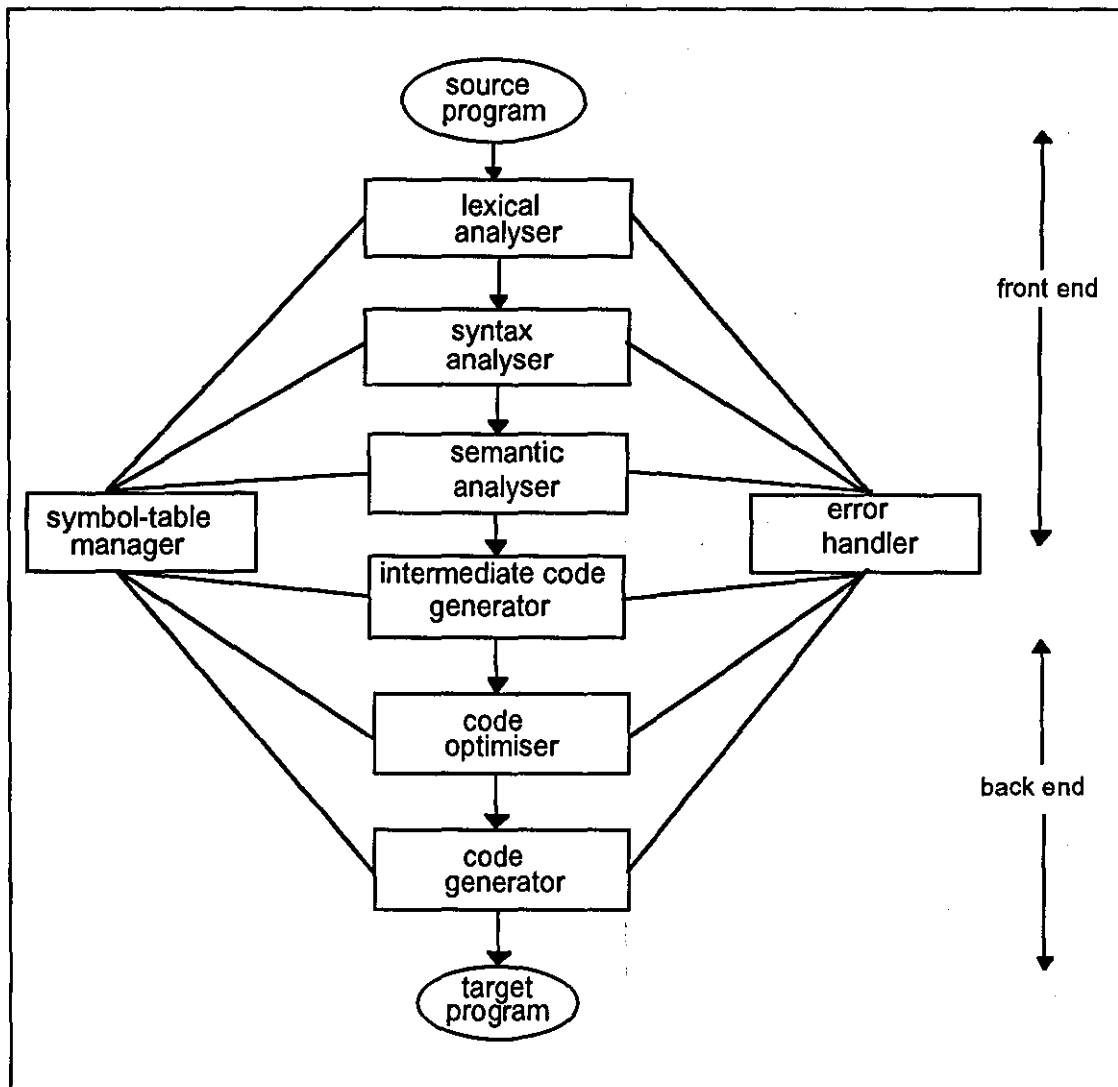 source
program
lexical
analyser
front end
syntax
analyser
semantic
analyser
symbol-table
manager
error
handler
intermediate code
generator
code
optimiser
back end
code
generator
target
program